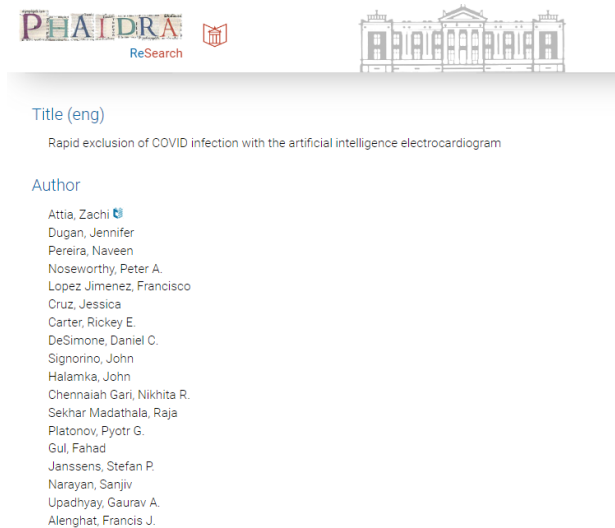 PHAIDRA
ReSearch
Title (eng)
Rapid exclusion of COVID infection with the artificial intelligence electrocardiogram
Author
Attia, Zachi
Dugan, Jennifer
Pereira, Naveen
Noseworthy, Peter A.
Lopez Jimenez, Francisco
Cruz, Jessica
Carter, Rickey E.
DeSimone, Daniel C.
Signorino, John
Halamka, John
Chennaiah Gari, Nikhita R.
Sekhar Madathala, Raja
Platonov, Pyotr G.
Gul, Fahad
Janssens, Stefan P.
Narayan, Sanjiv
Upadhyay, Gaurav A.
Alenghat, Francis J.